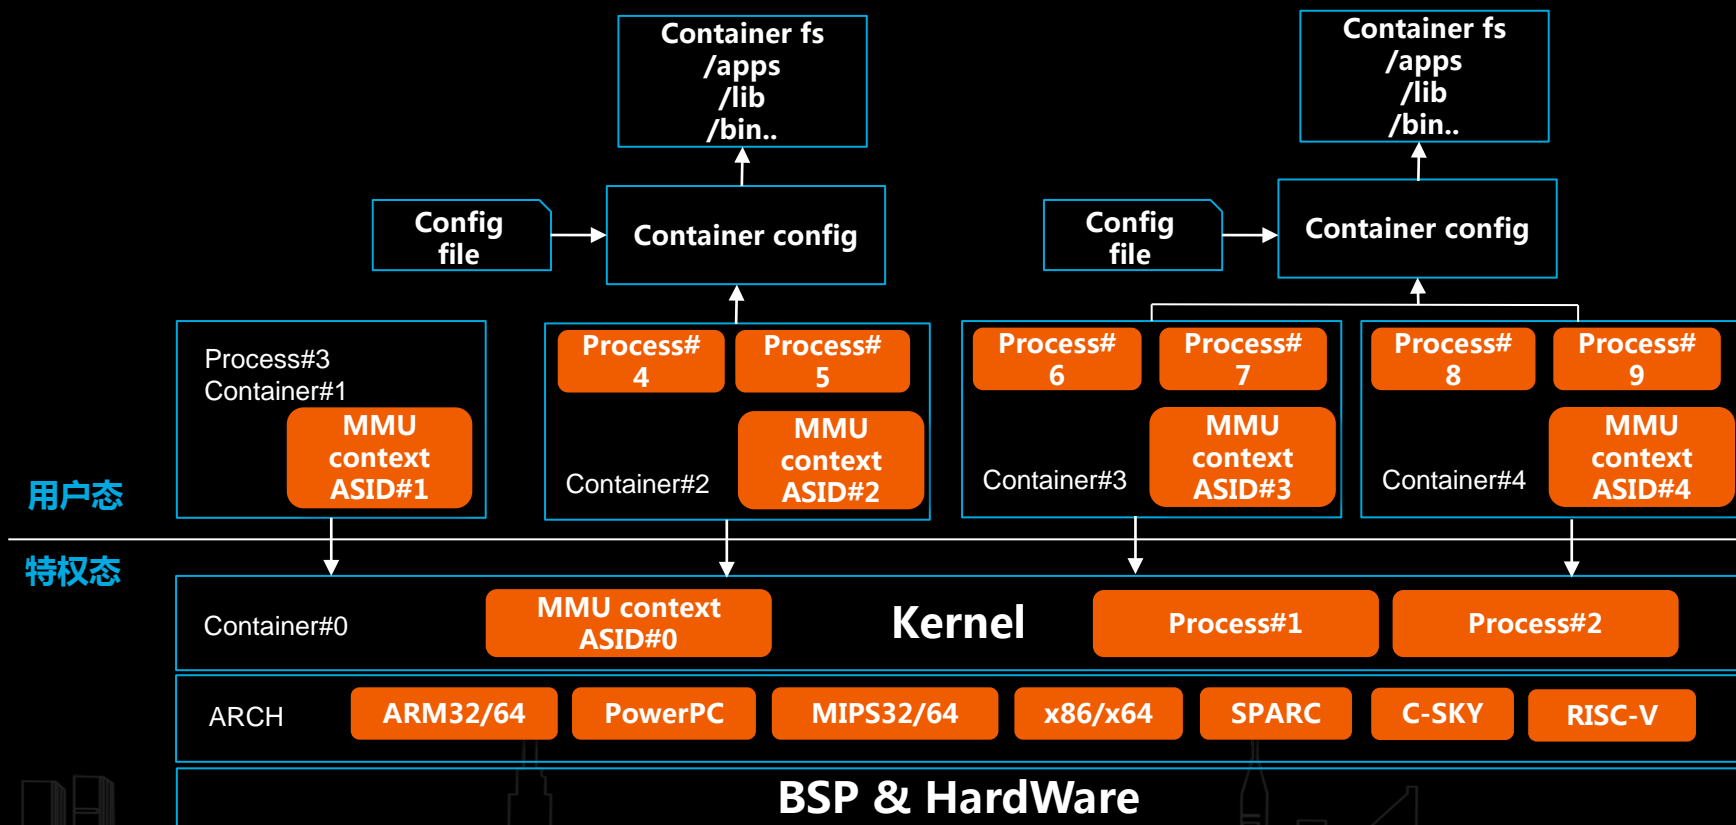 Container fs
/apps
/lib
/bin..
Container fs
/apps
/lib
/bin..
Config
file
Container config
Config
file
Container config
Process#3
Container#1
MMU
context
ASID#1
Process#
4
Process#
5
Container#2
MMU
context
ASID#2
Process#
6
Process#
7
Container#3
MMU
context
ASID#3
Process#
8
Process#
9
Container#4
MMU
context
ASID#4
用户态
特权态
Container#0
MMU context
ASID#0
Kernel
Process#1
Process#2
ARCH
ARM32/64
PowerPC
MIPS32/64
x86/x64
SPARC
C-SKY
RISC-V
BSP & HardWare